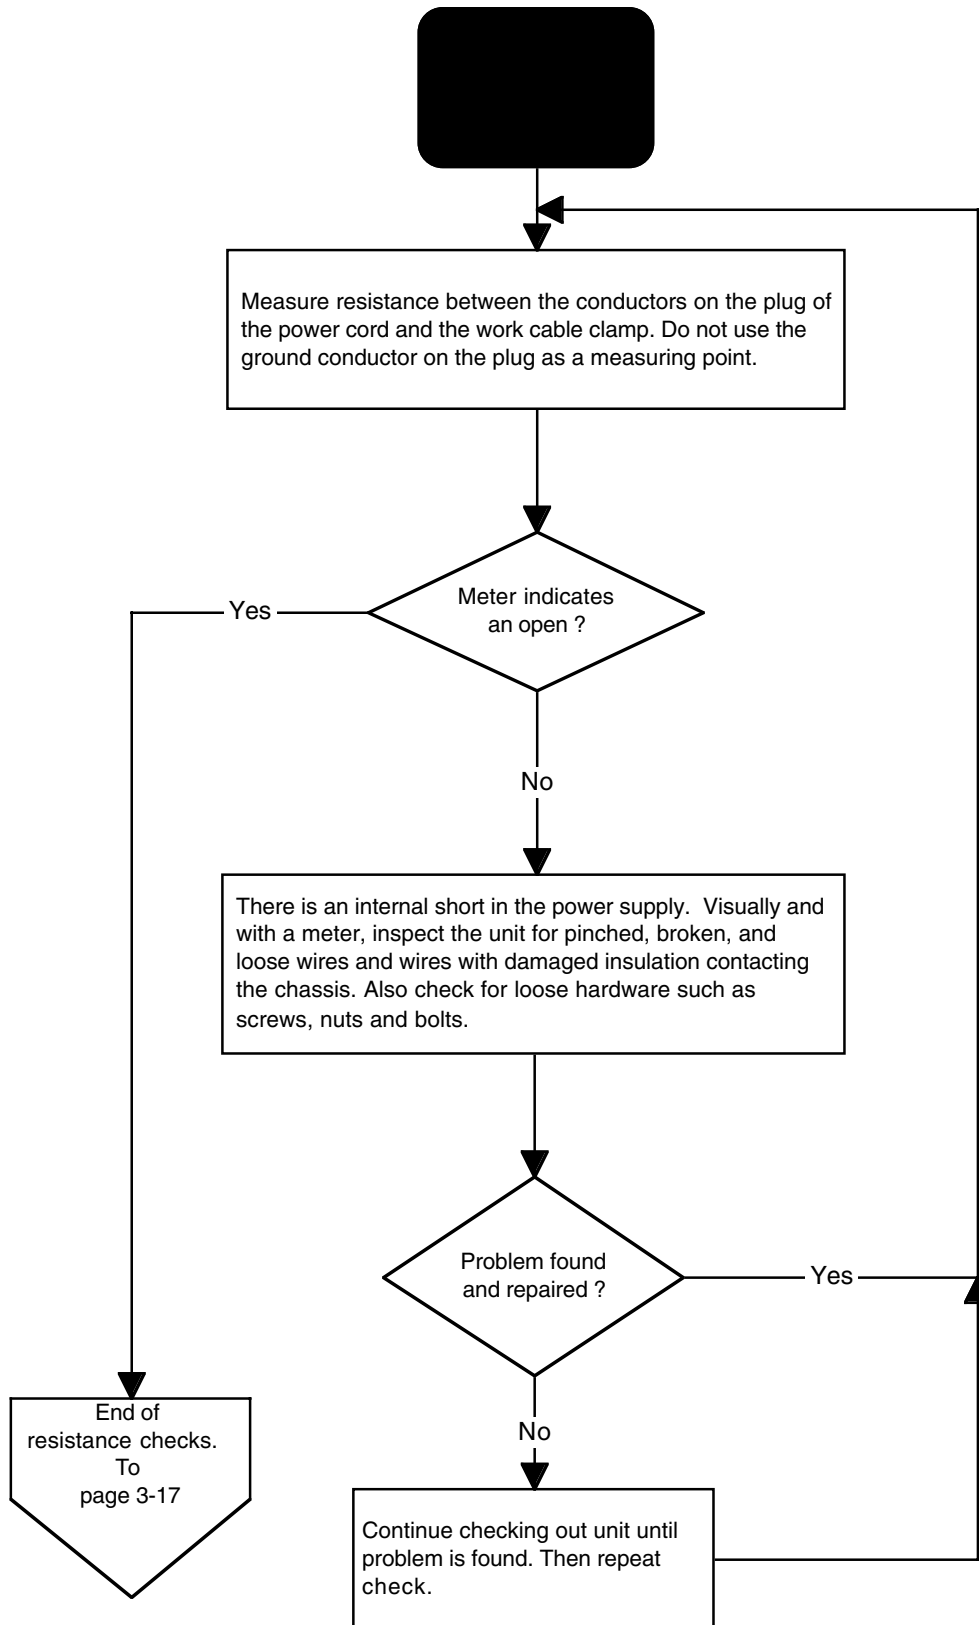 Measure resistance between the conductors on the plug of
the power cord and the work cable clamp. Do not use the
ground conductor on the plug as a measuring point.
Meter indicates
an open ?
Yes
No
There is an internal short in the power supply.  Visually and
with a meter, inspect the unit for pinched, broken, and
loose wires and wires with damaged insulation contacting
the chassis. Also check for loose hardware such as
screws, nuts and bolts.
Problem found
and repaired ?
Yes
No
End of
resistance checks.
To
page 3-17
Continue checking out unit until
problem is found. Then repeat
check.